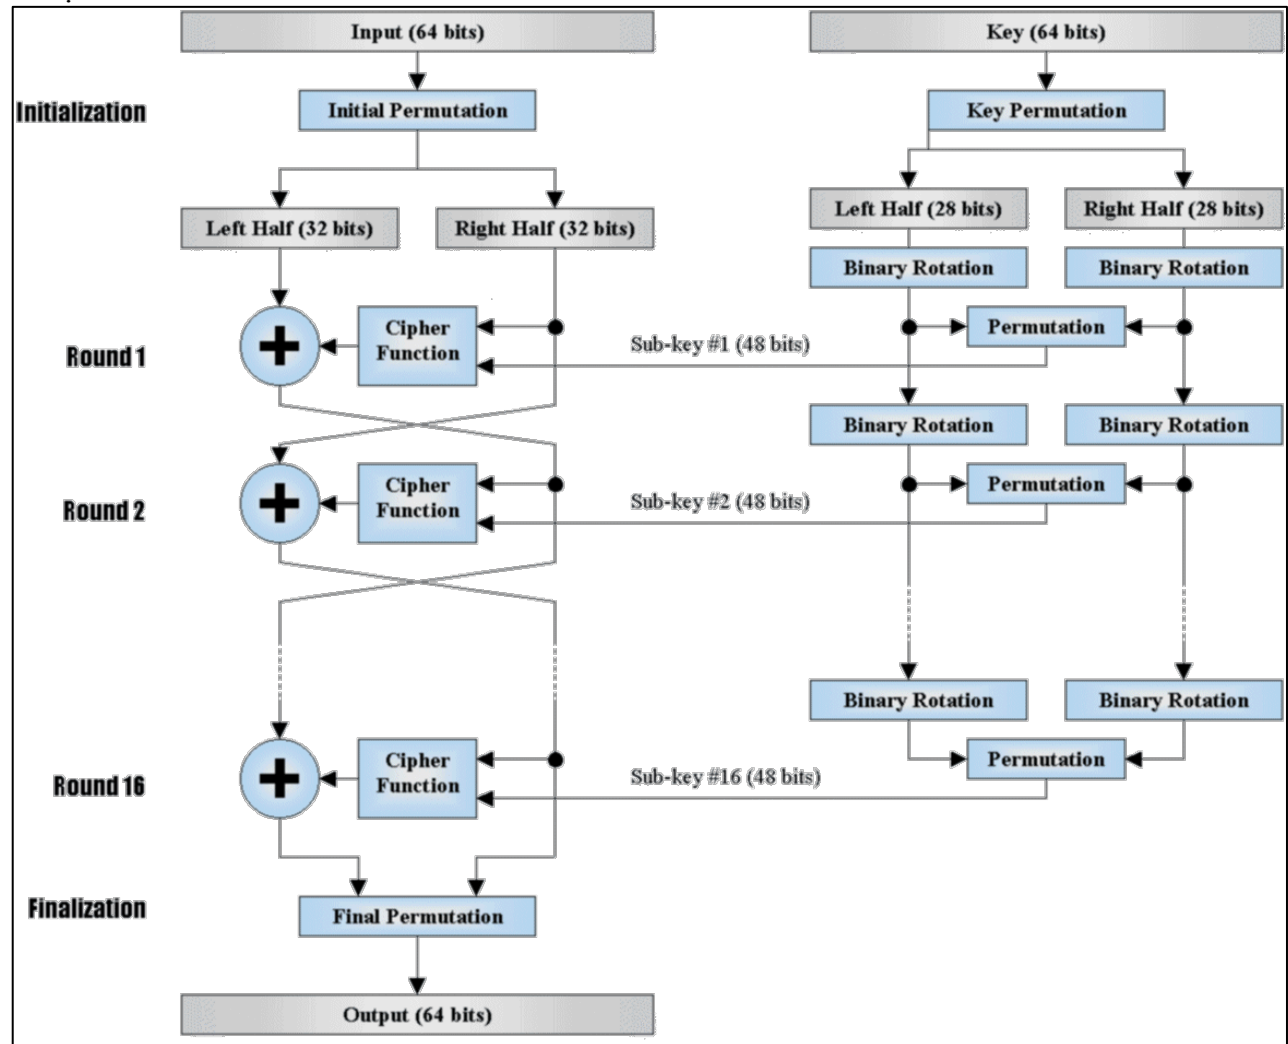 Input (64 bits)
Key (64 bits)
Initialization
Initial Permutation
Key Permutation
Left Half (32 bits)
Right Half (32 bits)
Left Half (28 bits)
Right Half (28 bits)
Binary Rotation
Binary Rotation
Round 1
Cipher
Function
Sub-key #1 (48 bits)
Permutation
Binary Rotation
Binary Rotation
Round 2
Cipher
Function
Sub-key #2 (48 bits)
Permutation
Binary Rotation
Binary Rotation
Round 16
Cipher
Function
Sub-key #16 (48 bits)
Permutation
Finalization
Final Permutation
Output (64 bits)